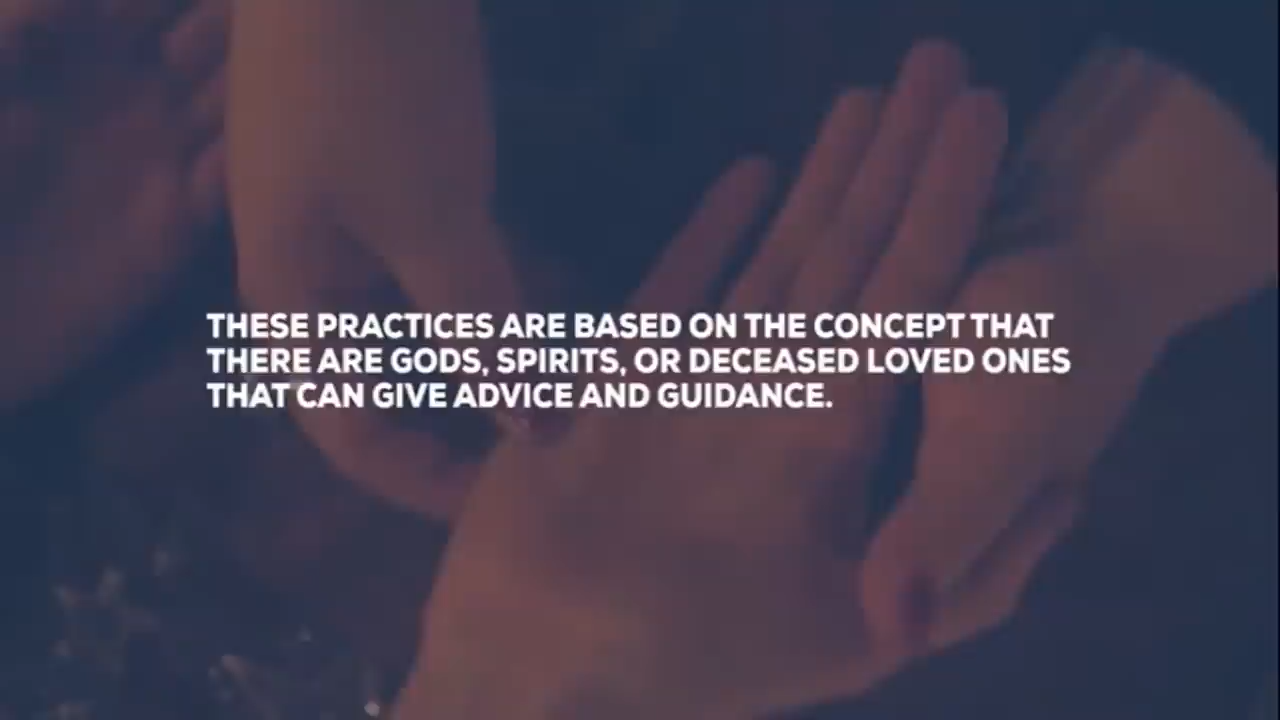 THESE PRACTICES ARE BASED ON THE CONCEPT THAT
THERE ARE GODS, SPIRITS, OR DECEASED LOVED ONES
THAT CAN GIVE ADVICE AND GUIDANCE.